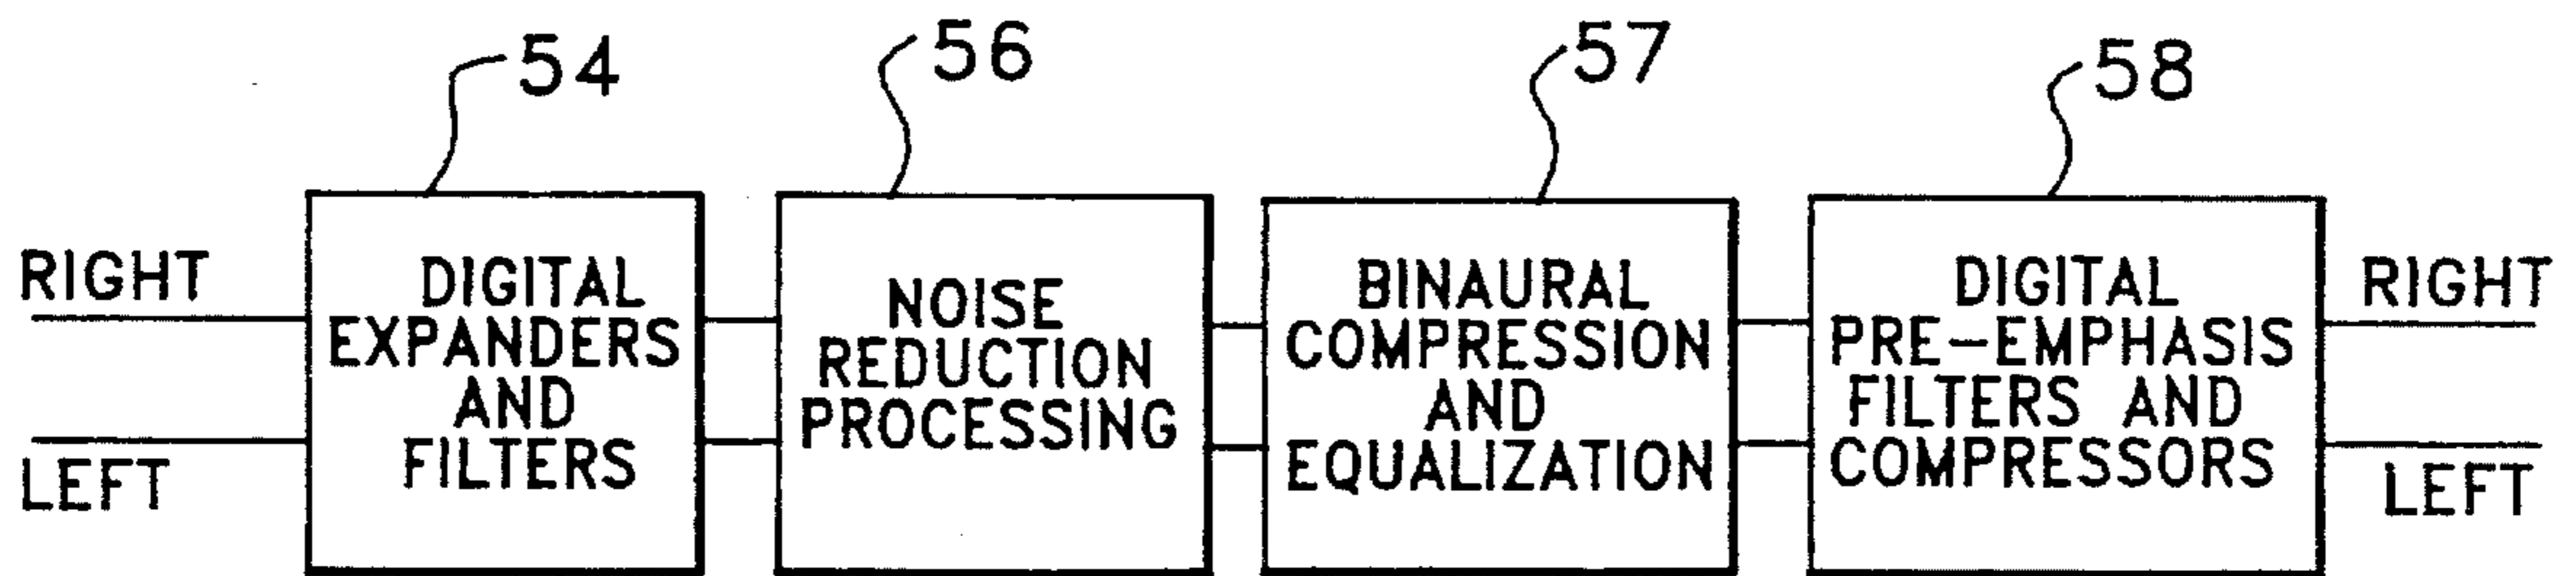 54
56
57
58
RIGHT
LEFT
DIGITAL
EXPANDERS
AND
FILTERS
NOISE
REDUCTION
PROCESSING
BINAURAL
COMPRESSION
AND
EQUALIZATION
DIGITAL
PRE-EMPHASIS
FILTERS AND
COMPRESSORS
RIGHT
LEFT